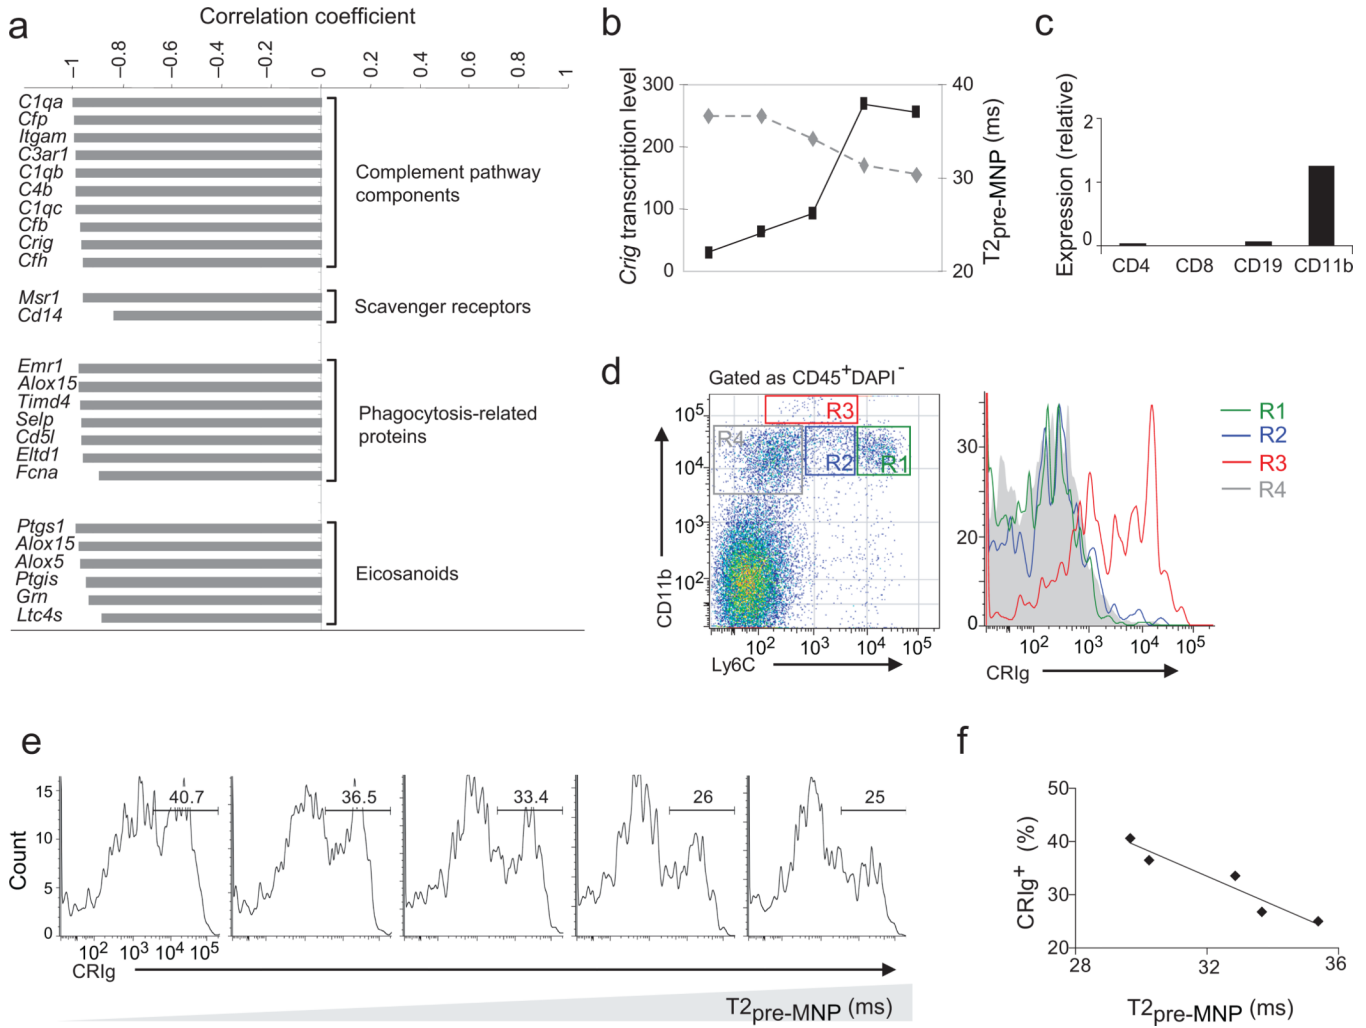 a
Correlation coefficient
−1 −0.8 −0.6 −0.4 −0.2 0 0.2 0.4 0.6 0.8 1
C1qa
Cfp
Itgam
C3ar1
C1qb
C4b
C1qc
Cfb
Crig
Cfh
Complement pathway
components
Msr1
Cd14
Scavenger receptors
Emr1
Alox15
Timd4
Selp
Cd5l
Eltd1
Fcna
Phagocytosis-related
proteins
Ptgs1
Alox15
Alox5
Ptgis
Grn
Ltc4s
Eicosanoids
b
Crig transcription level
300
200
100
0
40
30
20
T2pre-MNP (ms)
c
Expression (relative)
2
1
0
CD4 CD8 CD19 CD11b
d
Gated as CD45+DAPI-
CD11b
10^5
10^4
10^3
10^2
R3
R4
R2
R1
10^2 10^3 10^4 10^5
Ly6C
30
20
10
0
10^2 10^3 10^4 10^5
CRIg
R1
R2
R3
R4
e
Count
15
10
5
0
40.7
36.5
33.4
26
25
10^2 10^3 10^4 10^5
CRIg
T2pre-MNP (ms)
f
CRIg+ (%)
50
40
30
20
28 32 36
T2pre-MNP (ms)